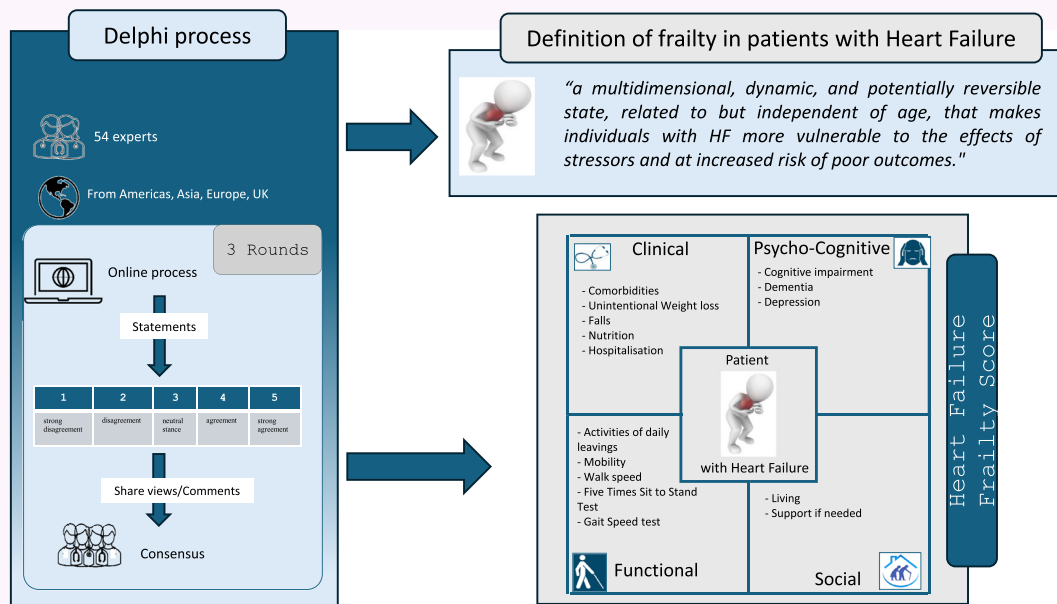 Delphi process
54 experts
From Americas, Asia, Europe, UK
3 Rounds
Online process
Statements
1 2 3 4 5
strong disagreement neutral agreement strong
disagreement stance agreement
Share views/Comments
Consensus
Definition of frailty in patients with Heart Failure
“a multidimensional, dynamic, and potentially reversible
state, related to but independent of age, that makes
individuals with HF more vulnerable to the effects of
stressors and at increased risk of poor outcomes."
Clinical
- Comorbidities
- Unintentional Weight loss
- Falls
- Nutrition
- Hospitalisation
Psycho-Cognitive
- Cognitive impairment
- Dementia
- Depression
Patient
with Heart Failure
- Activities of daily
leavings
- Mobility
- Walk speed
- Five Times Sit to Stand
Test
- Gait Speed test
Functional
- Living
- Support if needed
Social
Heart Failure
Frailty Score